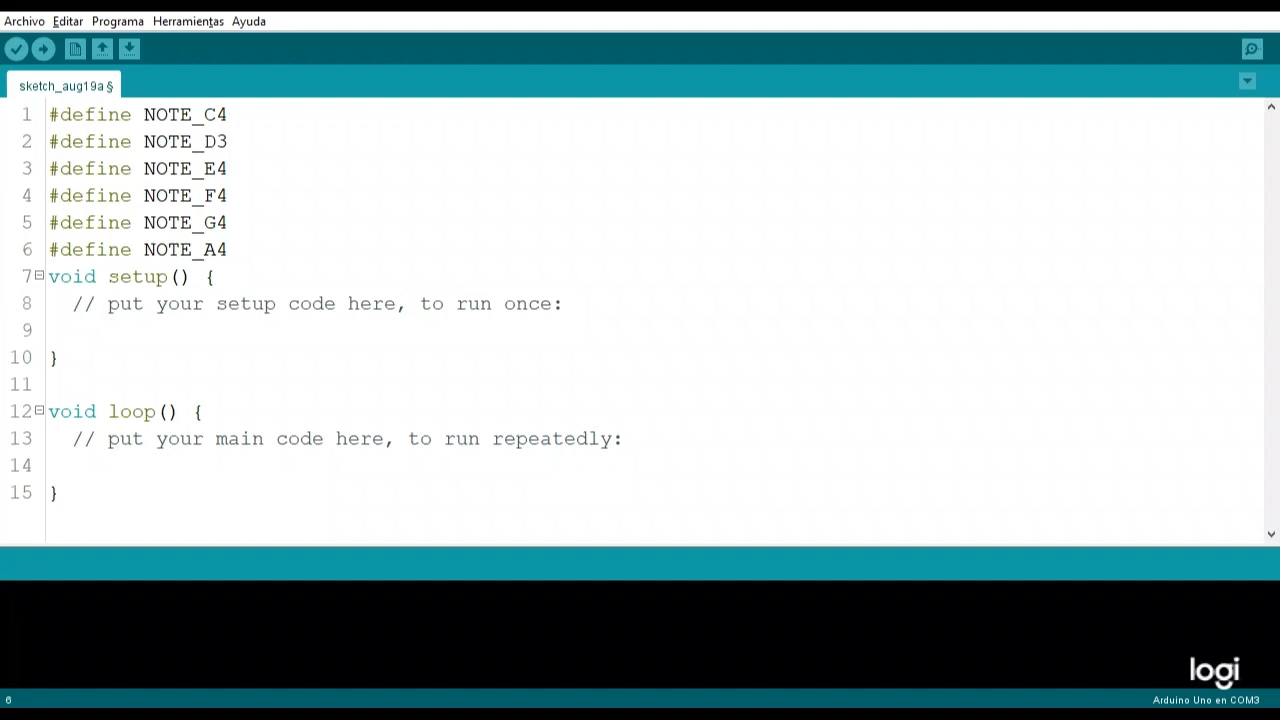 Archivo Editar Programa Herramientas Ayuda
sketch_aug19a §
1 #define NOTE_C4
2 #define NOTE_D3
3 #define NOTE_E4
4 #define NOTE_F4
5 #define NOTE_G4
6 #define NOTE_A4
7 void setup() {
8 // put your setup code here, to run once:
9
10 }
11
12 void loop() {
13 // put your main code here, to run repeatedly:
14
15 }
logi
6 Arduino Uno en COM3